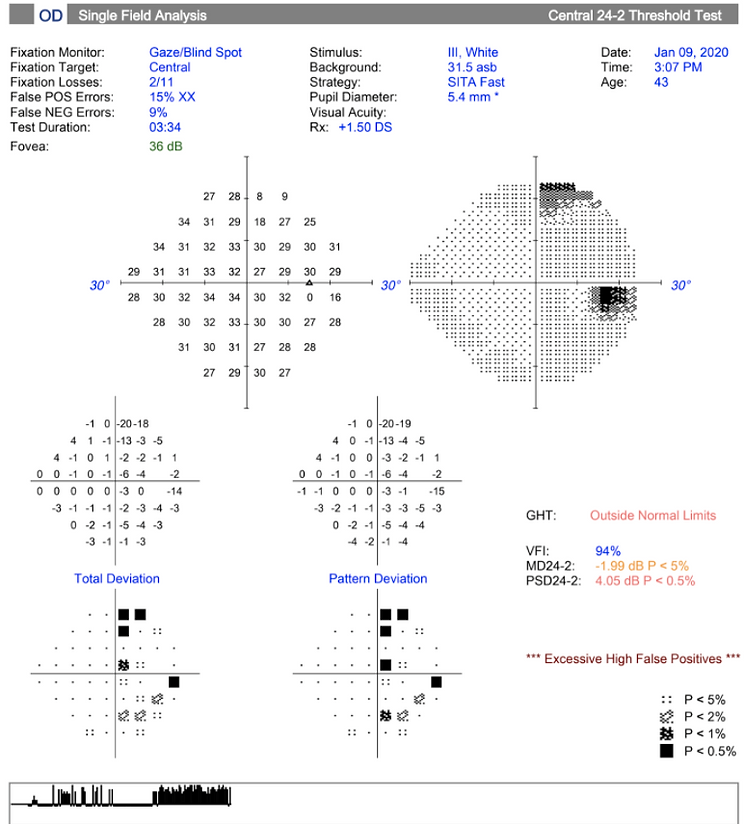 OD Single Field Analysis Central 24-2 Threshold Test
Fixation Monitor: Gaze/Blind Spot Stimulus: III, White Date: Jan 09, 2020
Fixation Target: Central Background: 31.5 asb Time: 3:07 PM
Fixation Losses: 2/11 Strategy: SITA Fast Age: 43
False POS Errors: 15% XX Pupil Diameter: 5.4 mm *
False NEG Errors: 9% Visual Acuity:
Test Duration: 03:34 Rx: +1.50 DS
Fovea: 36 dB
27 28 8 9
34 31 29 18 27 25
34 31 32 33 30 29 30 31
29 31 31 33 32 27 29 30 29
30° 30° 30°
28 30 32 34 34 30 32 0 16
28 30 32 33 30 30 27 28
31 30 31 27 28 28
27 29 30 27
-1 0 -20 -18 -1 0 -20 -19
4 1 -1 -13 -3 -5 4 0 -1 -13 -4 -5
4 -1 0 1 -2 -2 -1 1 4 -1 0 0 -3 -2 -1 1
0 0 -1 0 -1 -6 -4 -2 0 0 -1 0 -1 -6 -4 -2
0 0 0 0 0 -3 0 -14 -1 -1 0 0 0 -3 -1 -15
-3 -1 -1 -1 -2 -3 -4 -3 -3 -2 -1 -1 -3 -3 -5 -3
0 -2 -1 -5 -4 -3 0 -2 -1 -5 -4 -4
-3 -1 -1 -3 -4 -2 -1 -4
GHT: Outside Normal Limits
VFI: 94%
MD24-2: -1.99 dB P < 5%
PSD24-2: 4.05 dB P < 0.5%
Total Deviation Pattern Deviation
*** Excessive High False Positives ***
P < 5%
P < 2%
P < 1%
P < 0.5%